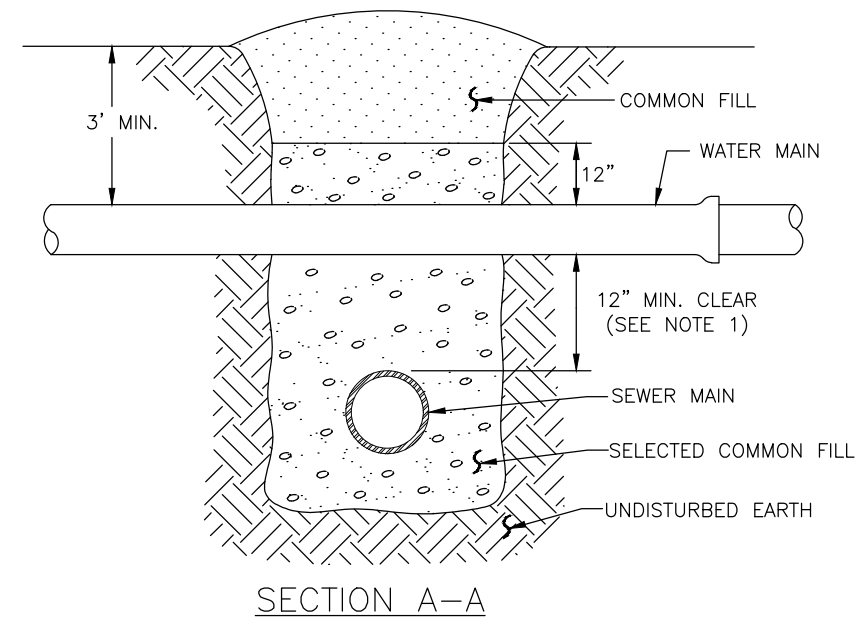 COMMON FILL
3' MIN.
WATER MAIN
12"
12" MIN. CLEAR
(SEE NOTE 1)
SEWER MAIN
SELECTED COMMON FILL
UNDISTURBED EARTH
SECTION A-A